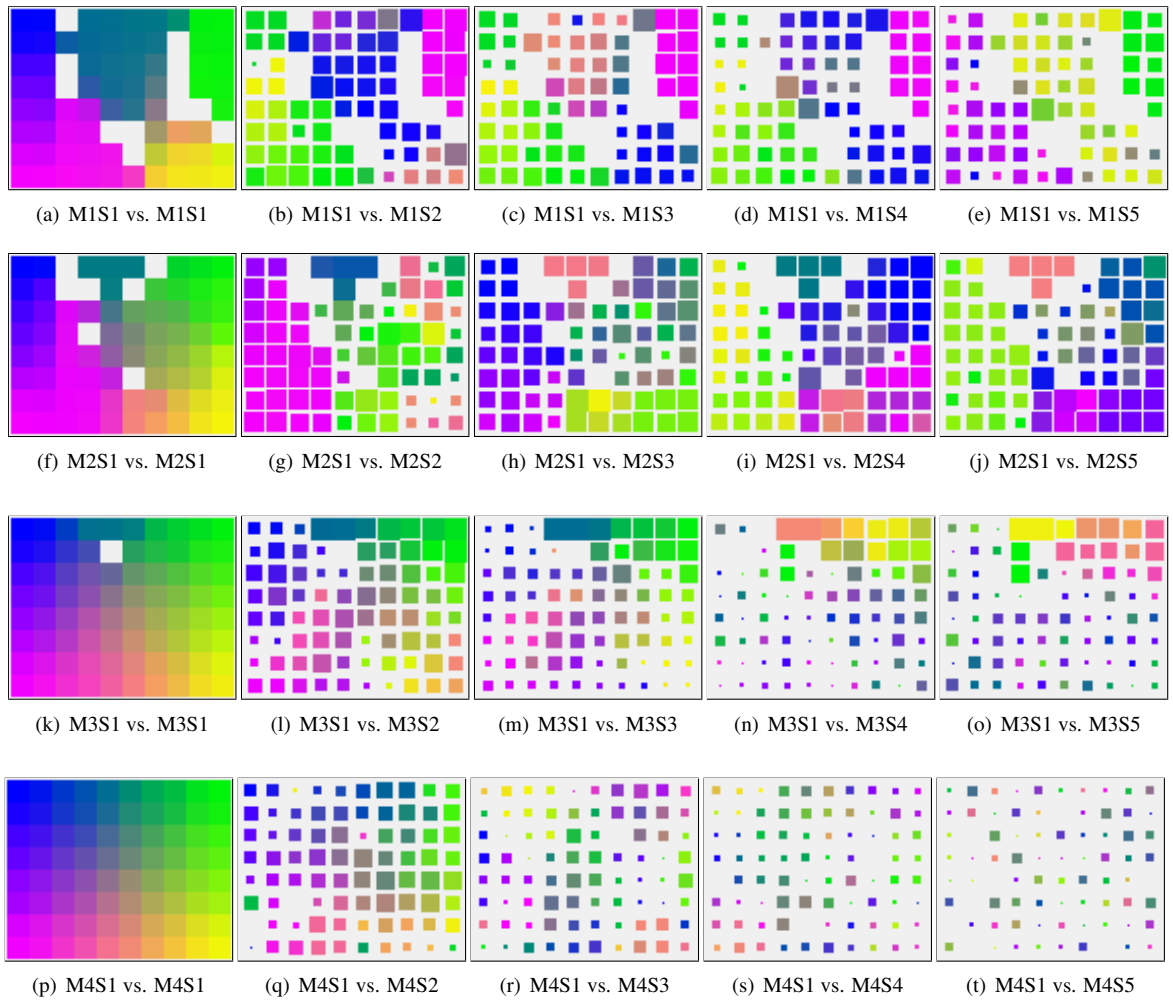 (a) M1S1 vs. M1S1 (b) M1S1 vs. M1S2 (c) M1S1 vs. M1S3 (d) M1S1 vs. M1S4 (e) M1S1 vs. M1S5
(f) M2S1 vs. M2S1 (g) M2S1 vs. M2S2 (h) M2S1 vs. M2S3 (i) M2S1 vs. M2S4 (j) M2S1 vs. M2S5
(k) M3S1 vs. M3S1 (l) M3S1 vs. M3S2 (m) M3S1 vs. M3S3 (n) M3S1 vs. M3S4 (o) M3S1 vs. M3S5
(p) M4S1 vs. M4S1 (q) M4S1 vs. M4S2 (r) M4S1 vs. M4S3 (s) M4S1 vs. M4S4 (t) M4S1 vs. M4S5